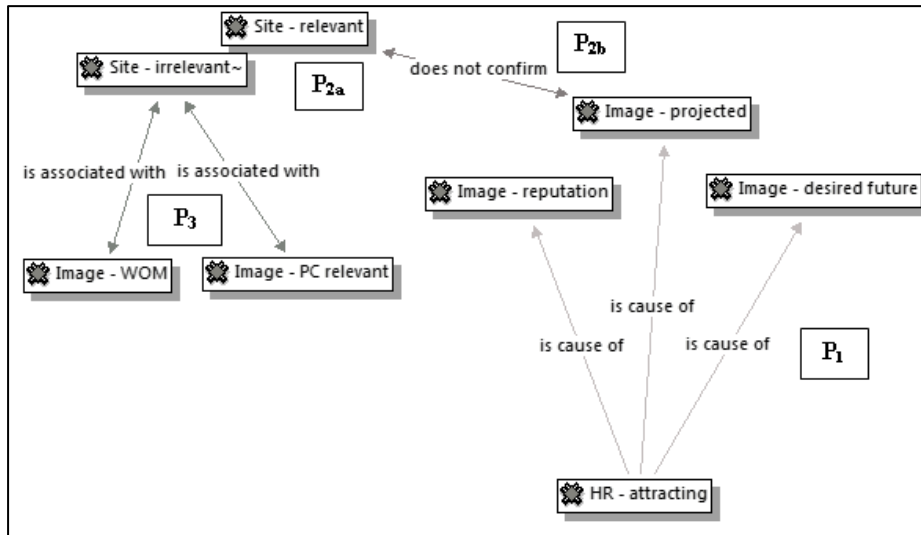 Site - relevant
P2b
Site - irrelevant~
does not confirm
P2a
Image - projected
is associated with
is associated with
Image - reputation
Image - desired future
P3
Image - WOM
Image - PC relevant
is cause of
is cause of
is cause of
P1
HR - attracting